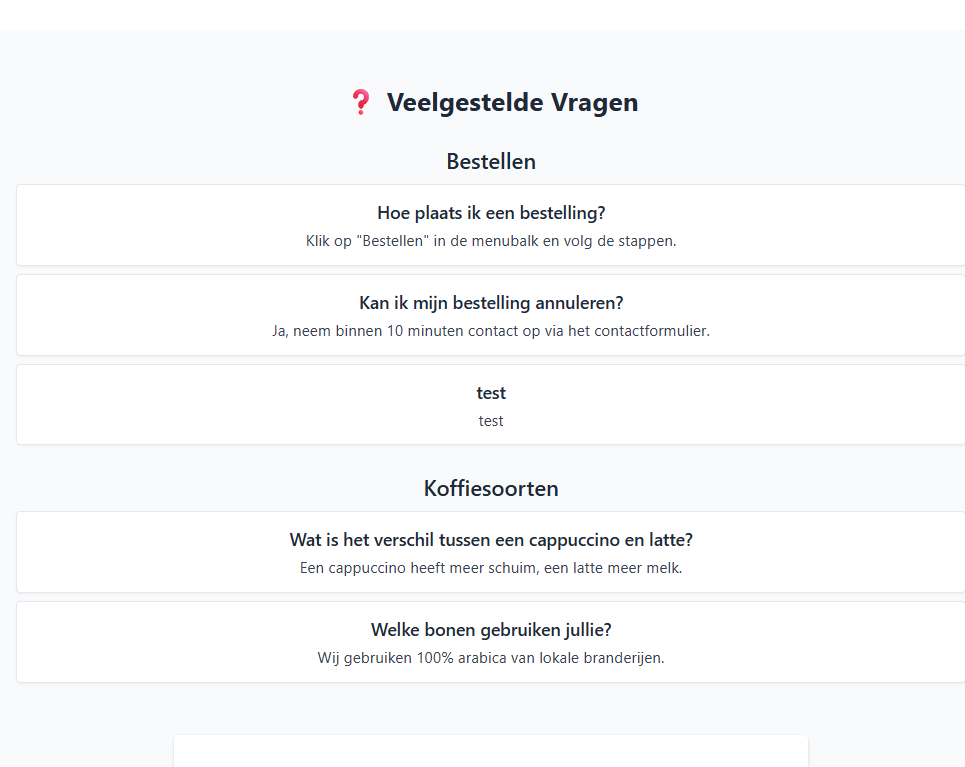 ❓ Veelgestelde Vragen
Bestellen
Hoe plaats ik een bestelling?
Klik op "Bestellen" in de menubalk en volg de stappen.
Kan ik mijn bestelling annuleren?
Ja, neem binnen 10 minuten contact op via het contactformulier.
test
test
Koffiesoorten
Wat is het verschil tussen een cappuccino en latte?
Een cappuccino heeft meer schuim, een latte meer melk.
Welke bonen gebruiken jullie?
Wij gebruiken 100% arabica van lokale branderijen.